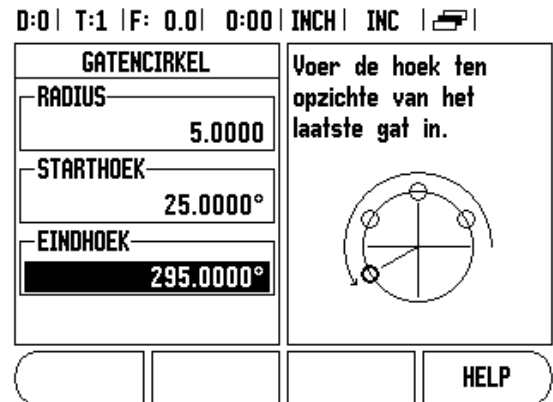 D:0| T:1 |F: 0.0| 0:00|INCH| INC |
GATENCIRKEL
RADIUS
5.0000
STARTHOEK
25.0000°
EINDHOEK
295.0000°
Voer de hoek ten
opzichte van het
laatste gat in.
HELP